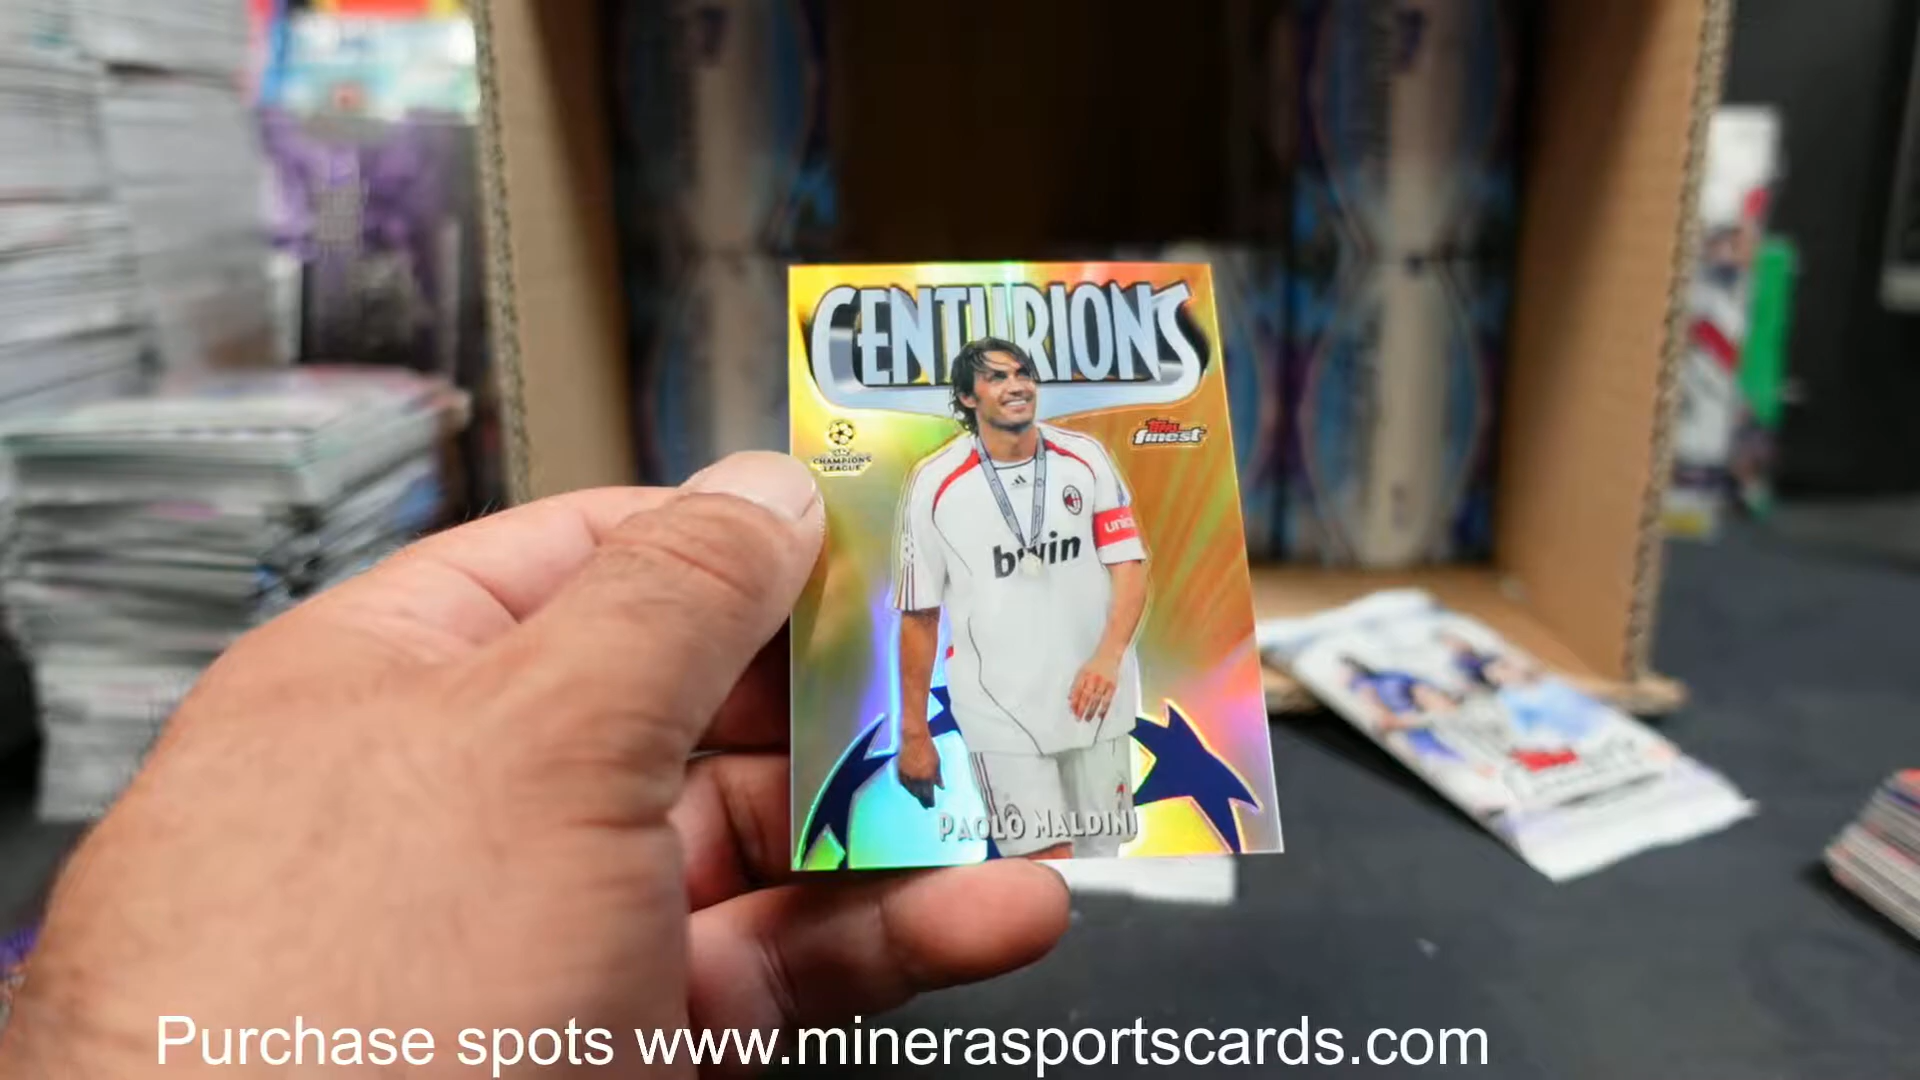 CENTURIONS
CHAMPIONS
LEAGUE
Topps
finest
bwin
PAOLO MALDINI
Purchase spots www.minerasportscards.com